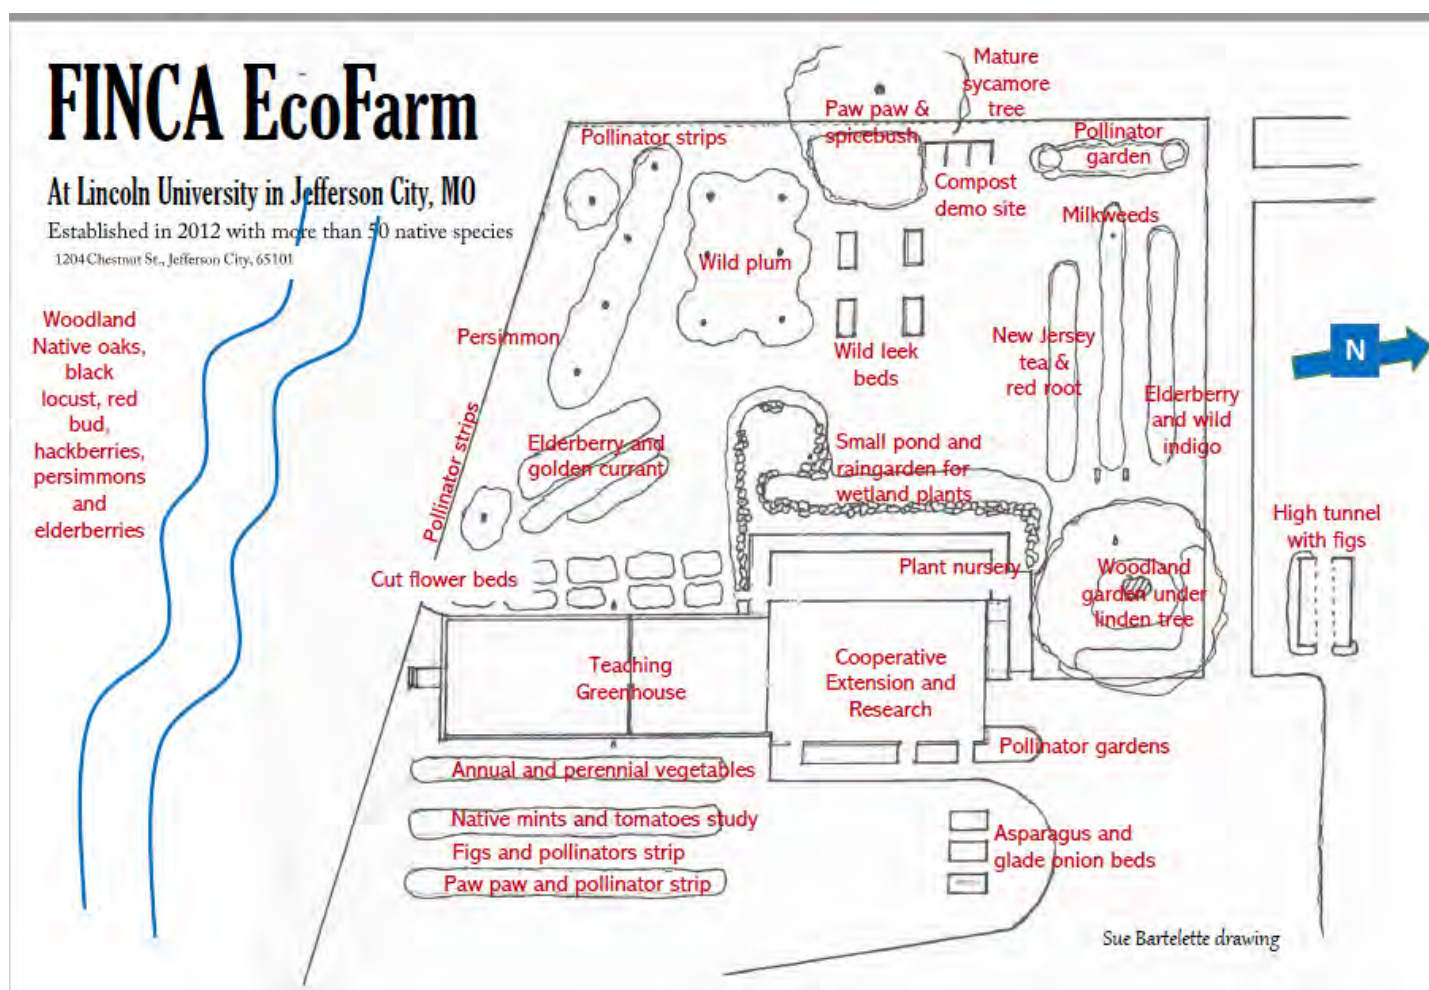 FINCA EcoFarm
At Lincoln University in Jefferson City, MO
Established in 2012 with more than 50 native species
1204 Chestnut St., Jefferson City, 65101
Woodland
Native oaks,
black
locust, red
bud,
hackberries,
persimmons
and
elderberries
Mature
sycamore
tree
Paw paw &
spicebush
Pollinator strips
Pollinator
garden
Compost
demo site
Milkweeds
Wild plum
Persimmon
Wild leek
beds
New Jersey
tea &
red root
Elderberry
and wild
indigo
N
Pollinator strips
Elderberry and
golden currant
Small pond and
raingarden for
wetland plants
High tunnel
with figs
Cut flower beds
Plant nursery
Woodland
garden under
linden tree
Teaching
Greenhouse
Cooperative
Extension and
Research
Pollinator gardens
Annual and perennial vegetables
Native mints and tomatoes study
Figs and pollinators strip
Paw paw and pollinator strip
Asparagus and
glade onion beds
Sue Bartelette drawing